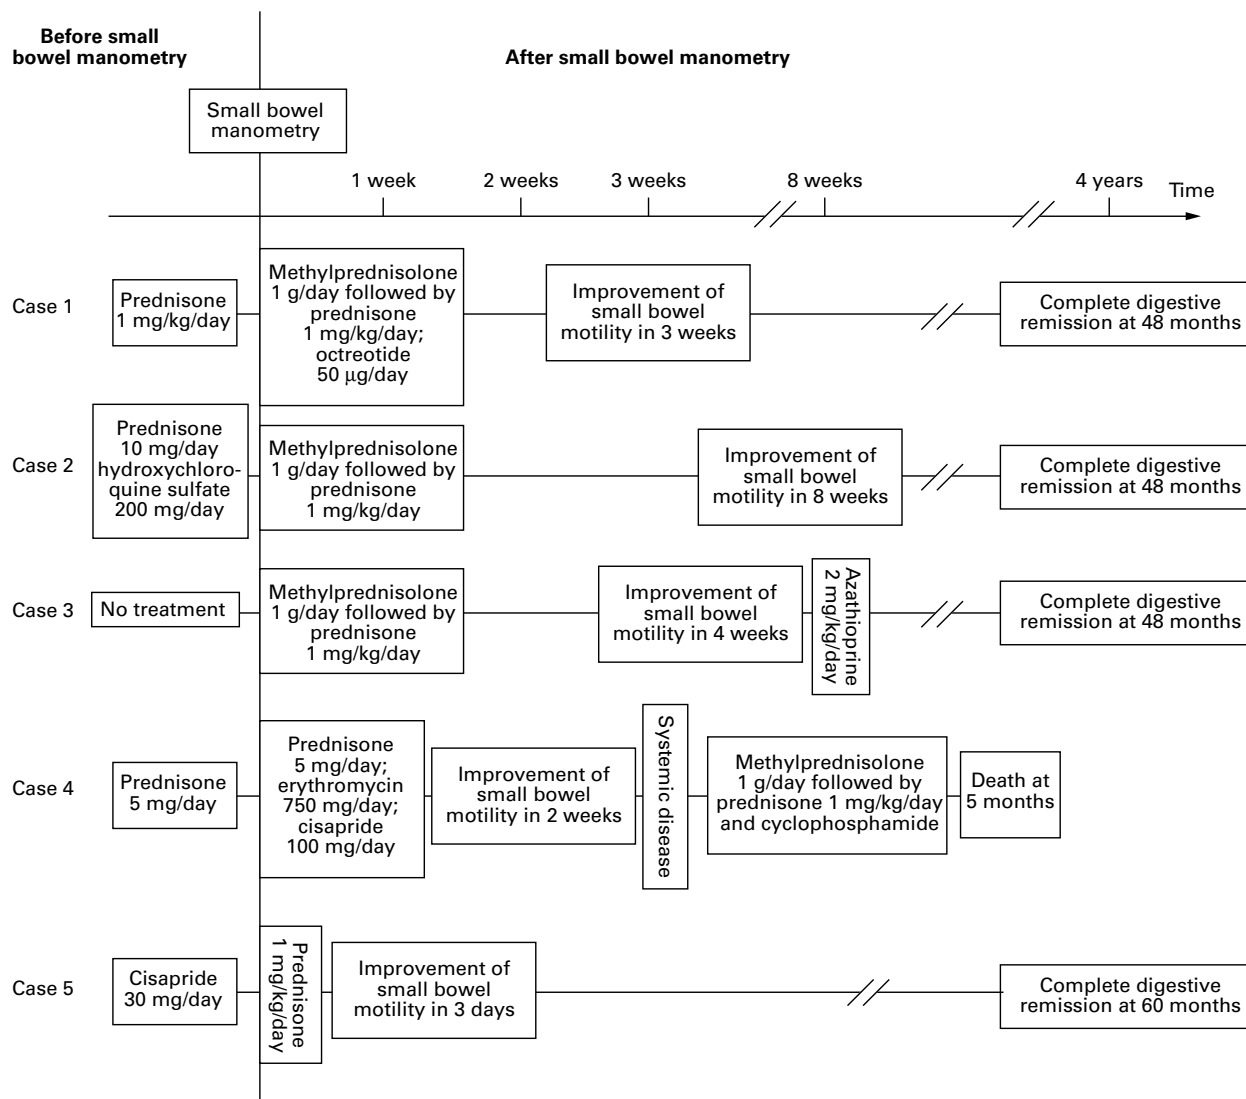 Before small
bowel manometry
After small bowel manometry
Small bowel
manometry
1 week
2 weeks
3 weeks
8 weeks
4 years
Time
Case 1
Prednisone
1 mg/kg/day
Methylprednisolone
1 g/day followed by
prednisone
1 mg/kg/day;
octreotide
50 μg/day
Improvement of
small bowel
motility in 3 weeks
Complete digestive
remission at 48 months
Case 2
Prednisone
10 mg/day
hydroxychloro-
quine sulfate
200 mg/day
Methylprednisolone
1 g/day followed by
prednisone
1 mg/kg/day
Improvement of
small bowel
motility in 8 weeks
Complete digestive
remission at 48 months
Case 3
No treatment
Methylprednisolone
1 g/day followed by
prednisone
1 mg/kg/day
Improvement of
small bowel
motility in 4 weeks
Azathioprine
2 mg/kg/day
Complete digestive
remission at 48 months
Case 4
Prednisone
5 mg/day
Prednisone
5 mg/day;
erythromycin
750 mg/day;
cisapride
100 mg/day
Improvement of
small bowel
motility in 2 weeks
Systemic disease
Methylprednisolone
1 g/day followed by
prednisone 1 mg/kg/day
and cyclophosphamide
Death at
5 months
Case 5
Cisapride
30 mg/day
Prednisone
1 mg/kg/day
Improvement of
small bowel
motility in 3 days
Complete digestive
remission at 60 months